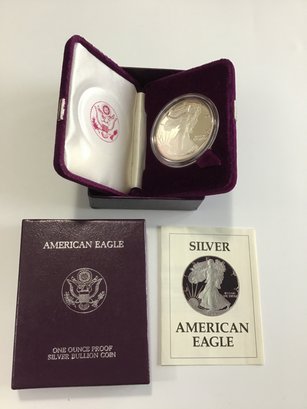 AMERICAN EAGLE
ONE OUNCE PROOF
SILVER BULLION COIN
SILVER
AMERICAN
EAGLE